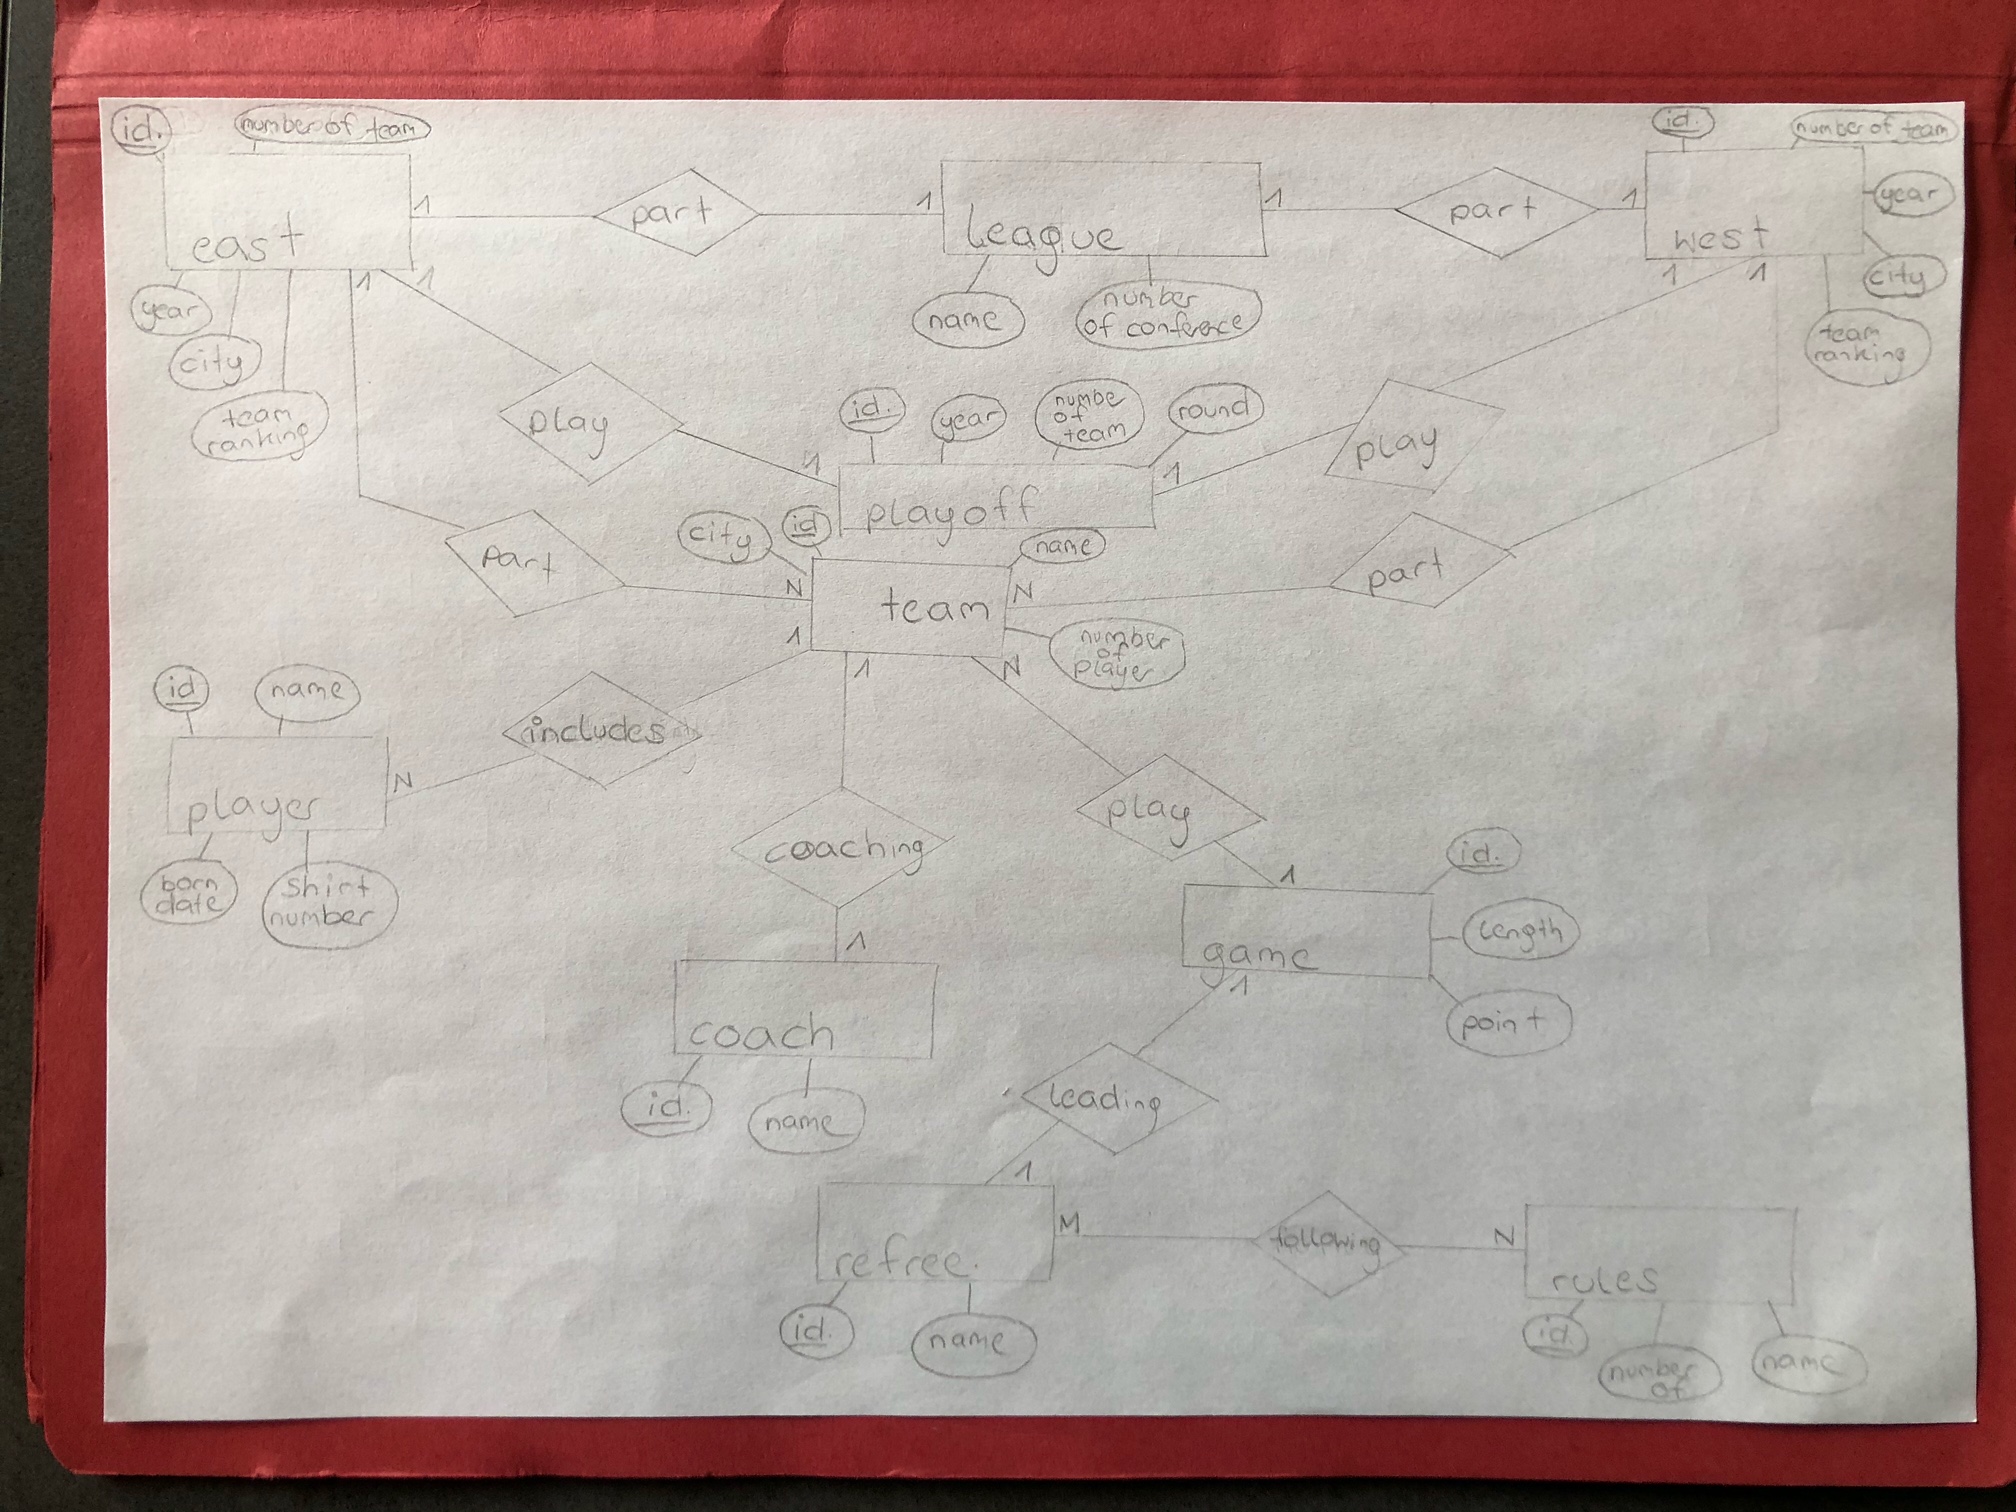 id.
number of team
east
year
city
team
ranking
1
1
1
part
1
League
name
number
of conference
1
part
1
id.
number of team
west
year
city
team
ranking
1
1
play
1
id.
year
numbe
of
team
round
playoff
1
play
part
N
city
id
team
name
number
of
player
N
part
1
1
N
id
name
player
born
date
shirt
number
N
includes
coaching
1
coach
id.
name
play
1
game
id.
length
point
1
leading
1
refree.
id.
name
M
following
N
rules
id.
number
of
name